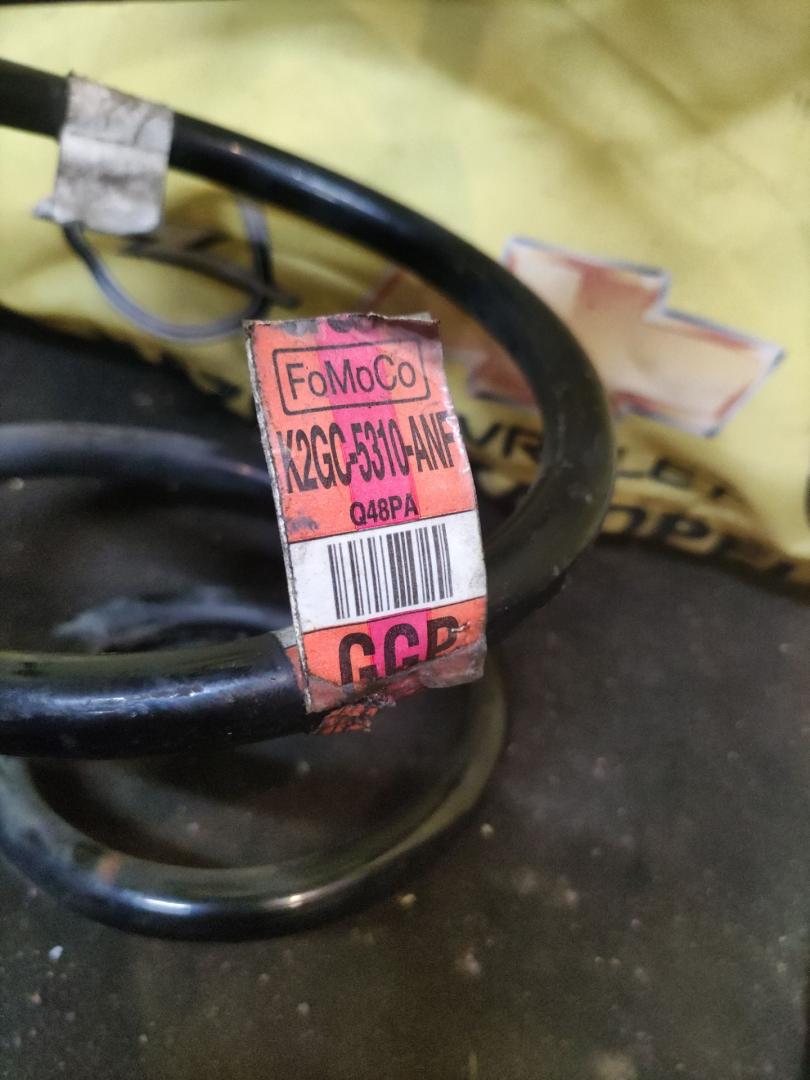 FoMoCo
K2GC-5310-ANF
Q48PA
GGP